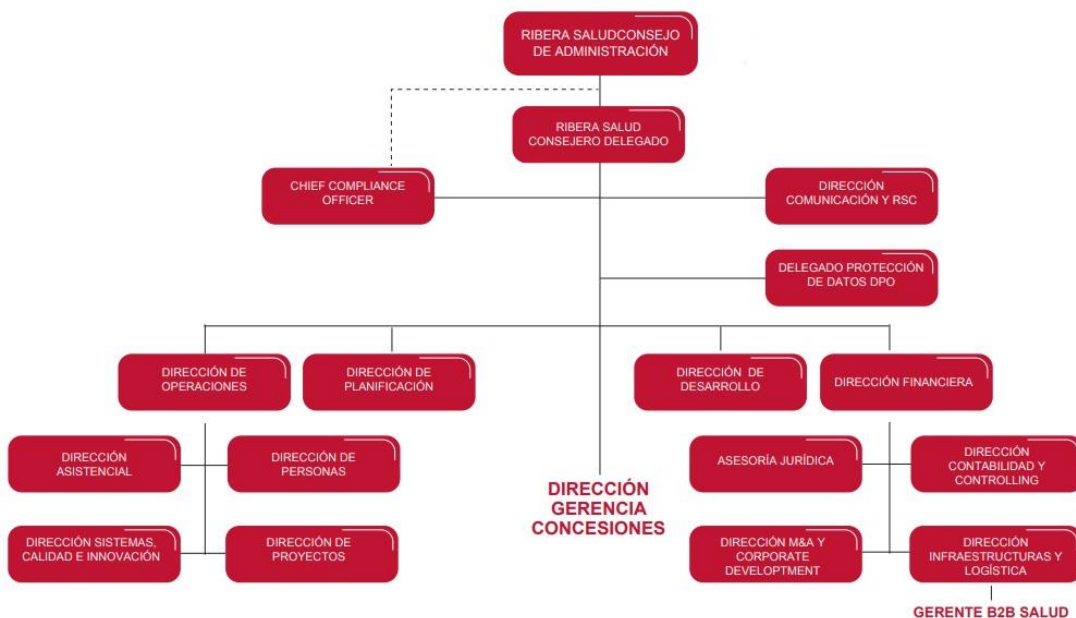 RIBERA SALUDCONSEJO
DE ADMINISTRACIÓN
RIBERA SALUD
CONSEJERO DELEGADO
CHIEF COMPLIANCE
OFFICER
DIRECCIÓN
COMUNICACIÓN Y RSC
DELEGADO PROTECCIÓN
DE DATOS DPO
DIRECCIÓN DE
OPERACIONES
DIRECCIÓN DE
PLANIFICACIÓN
DIRECCIÓN DE
DESARROLLO
DIRECCIÓN FINANCIERA
DIRECCIÓN
ASISTENCIAL
DIRECCIÓN DE
PERSONAS
ASESORÍA JURÍDICA
DIRECCIÓN
CONTABILIDAD Y
CONTROLLING
DIRECCIÓN
GERENCIA
CONCESIONES
DIRECCIÓN SISTEMAS,
CALIDAD E INNOVACIÓN
DIRECCIÓN DE
PROYECTOS
DIRECCIÓN M&A Y
CORPORATE
DEVELOPTMENT
DIRECCIÓN
INFRAESTRUCTURAS Y
LOGÍSTICA
GERENTE B2B SALUD